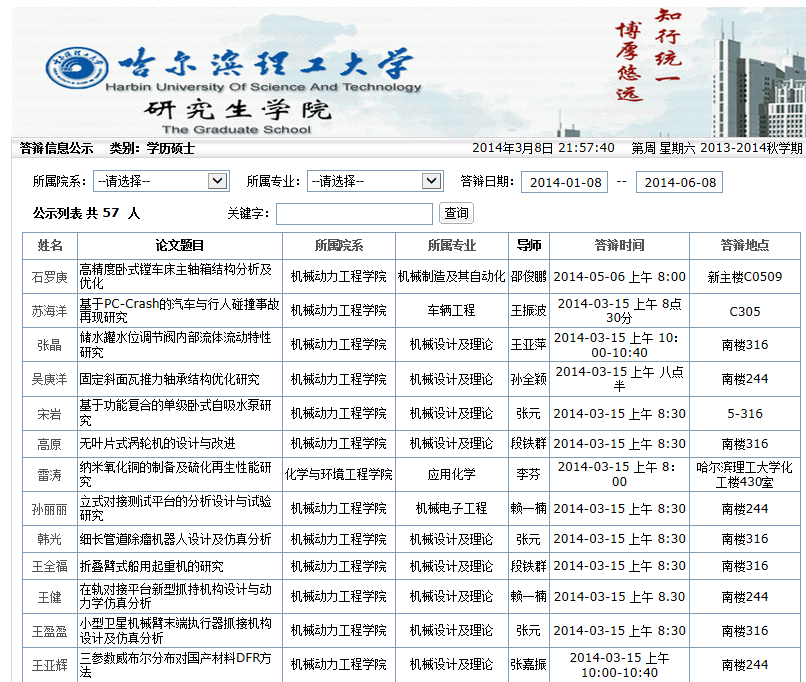 知行统一
博厚悠远
哈尔滨理工大学
Harbin University Of Science And Technology
研究生学院
The Graduate School
答辩信息公示 类别：学历硕士 2014年3月8日 21:57:40 第周 星期六 2013-2014秋学期
所属院系： --请选择-- 所属专业： --请选择-- 答辩日期： 2014-01-08 -- 2014-06-08
公示列表 共 57 人 关键字： 查询
姓名 论文题目 所属院系 所属专业 导师 答辩时间 答辩地点
石罗庚 高精度卧式镗车床主轴箱结构分析及优化 机械动力工程学院 机械制造及其自动化 邵俊鹏 2014-05-06 上午 8:00 新主楼C0509
苏海洋 基于PC-Crash的汽车与行人碰撞事故再现研究 机械动力工程学院 车辆工程 王振波 2014-03-15 上午 8点30分 C305
张晶 储水罐水位调节阀内部流体流动特性研究 机械动力工程学院 机械设计及理论 王亚萍 2014-03-15 上午 10：00-10:40 南楼316
吴庚洋 固定斜面瓦推力轴承结构优化研究 机械动力工程学院 机械设计及理论 孙全颖 2014-03-15 上午 八点半 南楼244
宋岩 基于功能复合的单级卧式自吸水泵研究 机械动力工程学院 机械设计及理论 张元 2014-03-15 上午 8:30 5-316
高原 无叶片式涡轮机的设计与改进 机械动力工程学院 机械设计及理论 段铁群 2014-03-15 上午 8:30 南楼316
雷涛 纳米氧化铜的制备及硫化再生性能研究 化学与环境工程学院 应用化学 李芬 2014-03-15 上午 8：00 哈尔滨理工大学化工楼430室
孙丽丽 立式对接测试平台的分析设计与试验研究 机械动力工程学院 机械电子工程 赖一楠 2014-03-15 上午 8:30 南楼244
韩光 细长管道除瘤机器人设计及仿真分析 机械动力工程学院 机械设计及理论 张元 2014-03-15 上午 8:30 南楼316
王全福 折叠臂式船用起重机的研究 机械动力工程学院 机械设计及理论 段铁群 2014-03-15 上午 8:30 南楼316
王健 在轨对接平台新型抓持机构设计与动力学仿真分析 机械动力工程学院 机械设计及理论 赖一楠 2014-03-15 上午 8.30 南楼244
王盈盈 小型卫星机械臂末端执行器抓接机构设计及仿真分析 机械动力工程学院 机械设计及理论 张元 2014-03-15 上午 8:30 南楼316
王亚辉 三参数威布尔分布对国产材料DFR方法 机械动力工程学院 机械设计及理论 张嘉振 2014-03-15 上午 10:00-10:40 南楼244